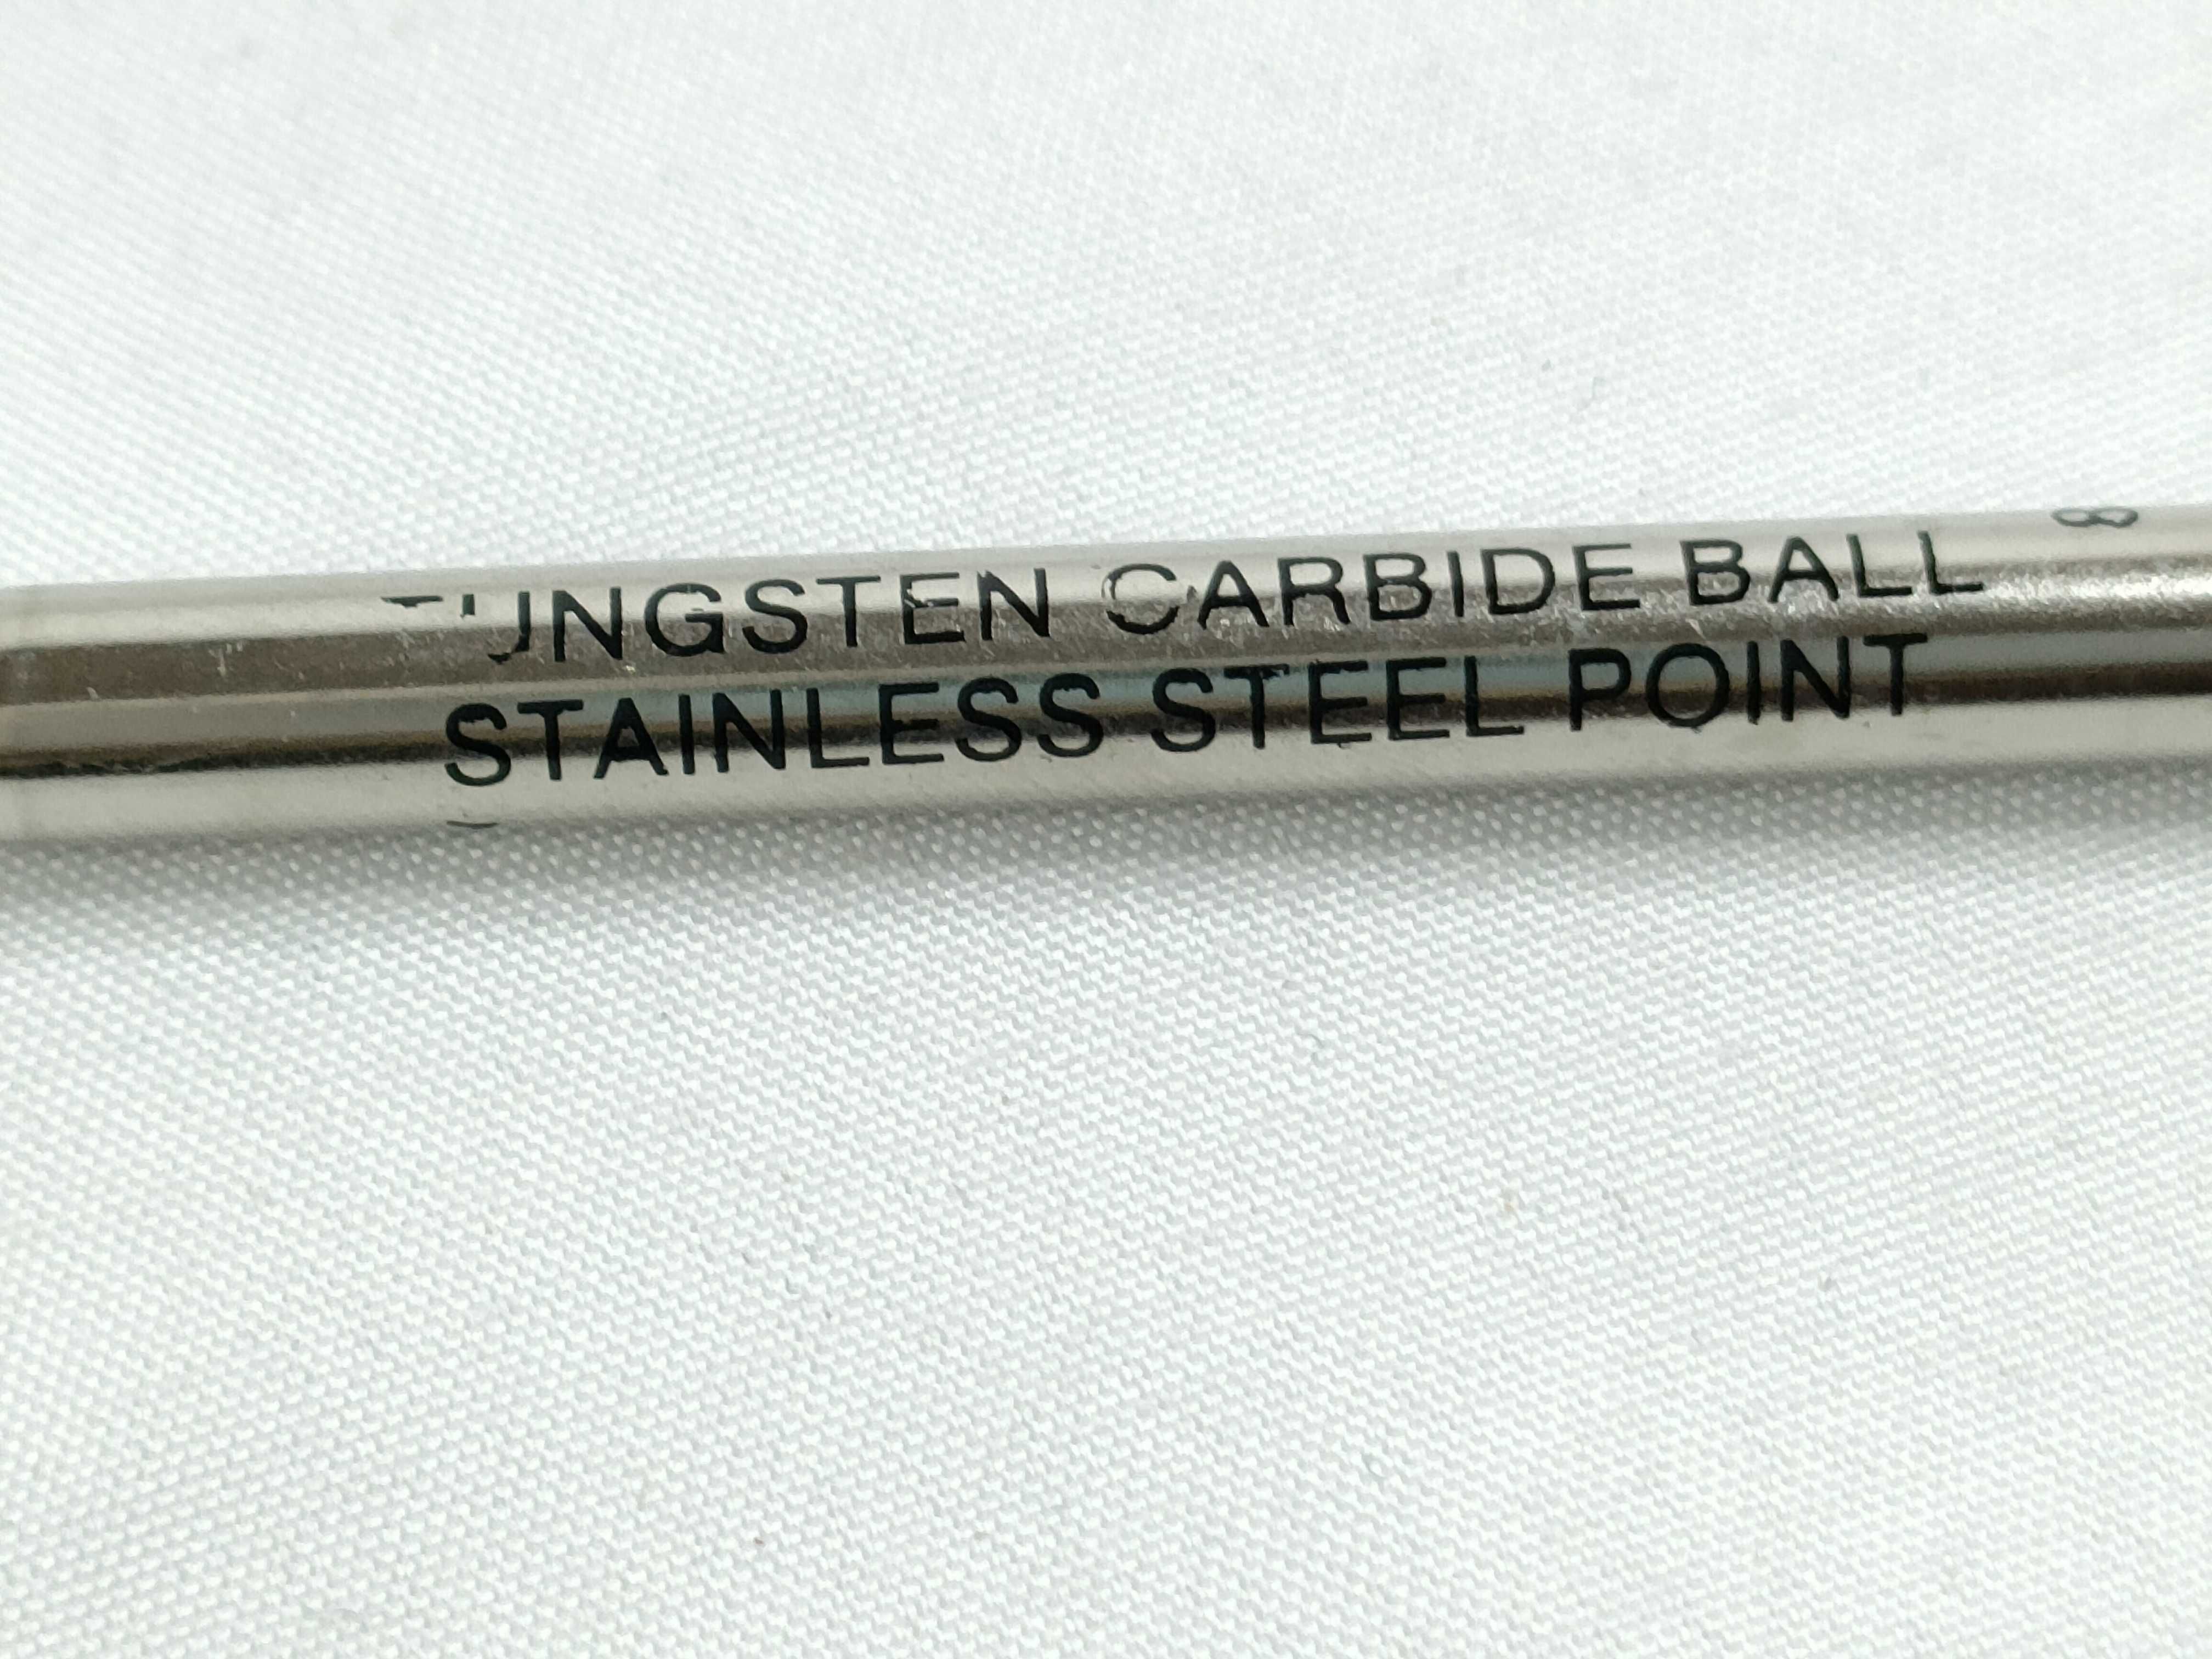 TUNGSTEN CARBIDE BALL
STAINLESS STEEL POINT